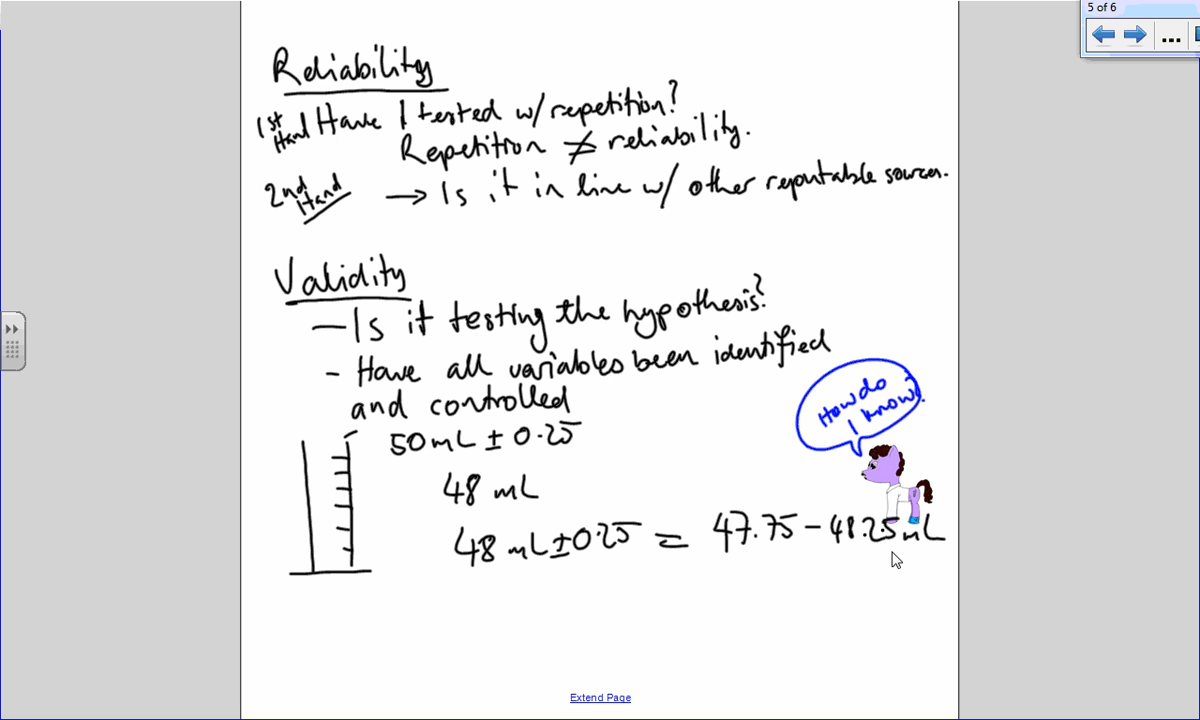 5 of 6
Reliability
1st Hand Have I tested w/ repetition?
Repetition ≠ reliability.
2nd Hand → Is it in line w/ other reputable sources.
Validity
— Is it testing the hypothesis?
- Have all variables been identified
and controlled
How do
I know?
50mL ± 0.25
48 mL
48 mL ± 0.25 = 47.75 - 48.25mL
Extend Page